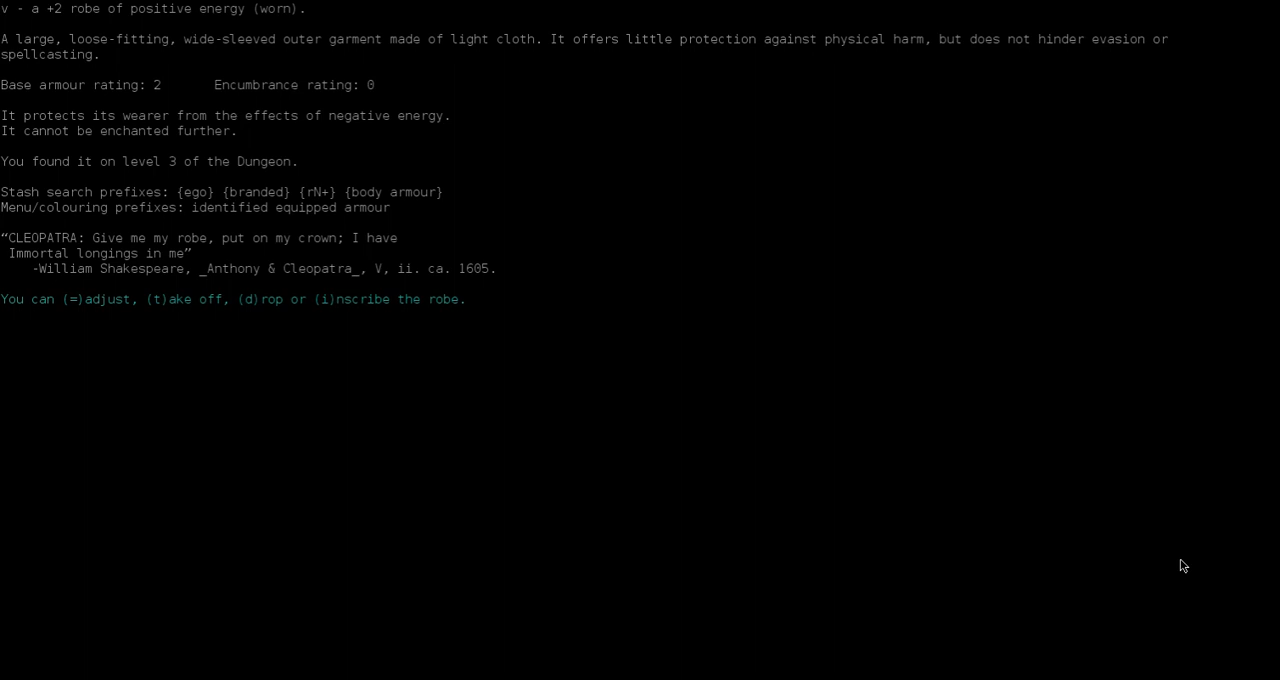 v - a +2 robe of positive energy (worn).
A large, loose-fitting, wide-sleeved outer garment made of light cloth. It offers little protection against physical harm, but does not hinder evasion or
spellcasting.
Base armour rating: 2       Encumbrance rating: 0
It protects its wearer from the effects of negative energy.
It cannot be enchanted further.
You found it on level 3 of the Dungeon.
Stash search prefixes: {ego} {branded} {rN+} {body armour}
Menu/colouring prefixes: identified equipped armour
“CLEOPATRA: Give me my robe, put on my crown; I have
Immortal longings in me”
-William Shakespeare, _Anthony & Cleopatra_, V, ii. ca. 1605.
You can (=)adjust, (t)ake off, (d)rop or (i)nscribe the robe.